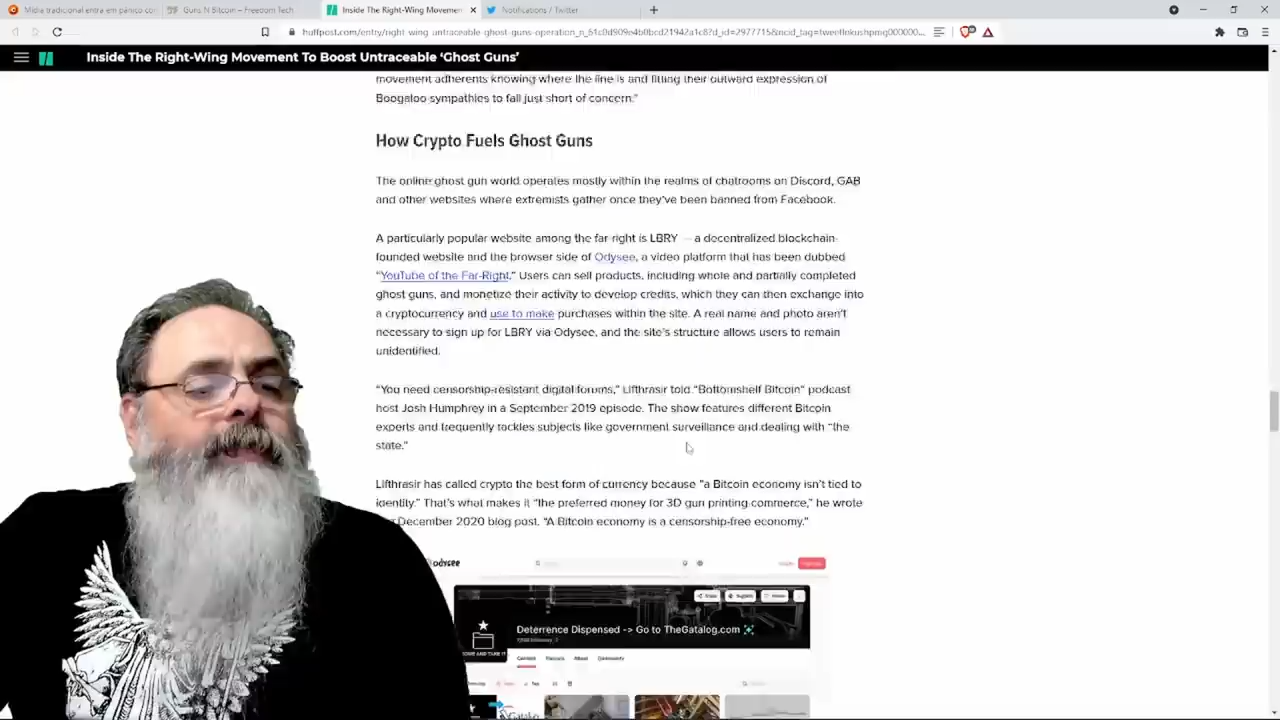 Mídia tradicional entra em pânico con
Guns N Bitcoin – Freedom Tech
Inside The Right-Wing Movement
Notifications / Twitter
Inside The Right-Wing Movement To Boost Untraceable ‘Ghost Guns’
movement adherents knowing where the line is and fitting their outward expression of
Boogaloo sympathies to fall just short of concern.”
How Crypto Fuels Ghost Guns
The online ghost gun world operates mostly within the realms of chatrooms on Discord, GAB
and other websites where extremists gather once they’ve been banned from Facebook.
A particularly popular website among the far-right is LBRY — a decentralized blockchain-
founded website and the browser side of Odysee, a video platform that has been dubbed
“YouTube of the Far-Right.” Users can sell products, including whole and partially completed
ghost guns, and monetize their activity to develop credits, which they can then exchange into
a cryptocurrency and use to make purchases within the site. A real name and photo aren’t
necessary to sign up for LBRY via Odysee, and the site’s structure allows users to remain
unidentified.
“You need censorship-resistant digital forums,” Lifthrasir told “Bottomshelf Bitcoin” podcast
host Josh Humphrey in a September 2019 episode. The show features different Bitcoin
experts and frequently tackles subjects like government surveillance and dealing with “the
state.”
Lifthrasir has called crypto the best form of currency because “a Bitcoin economy isn’t tied to
identity.” That’s what makes it “the preferred money for 3D gun printing commerce,” he wrote
December 2020 blog post. “A Bitcoin economy is a censorship-free economy.”
odysee
Deterrence Dispensed -> Go to TheGatalog.com
COME AND TAKE IT
Content
About
Community